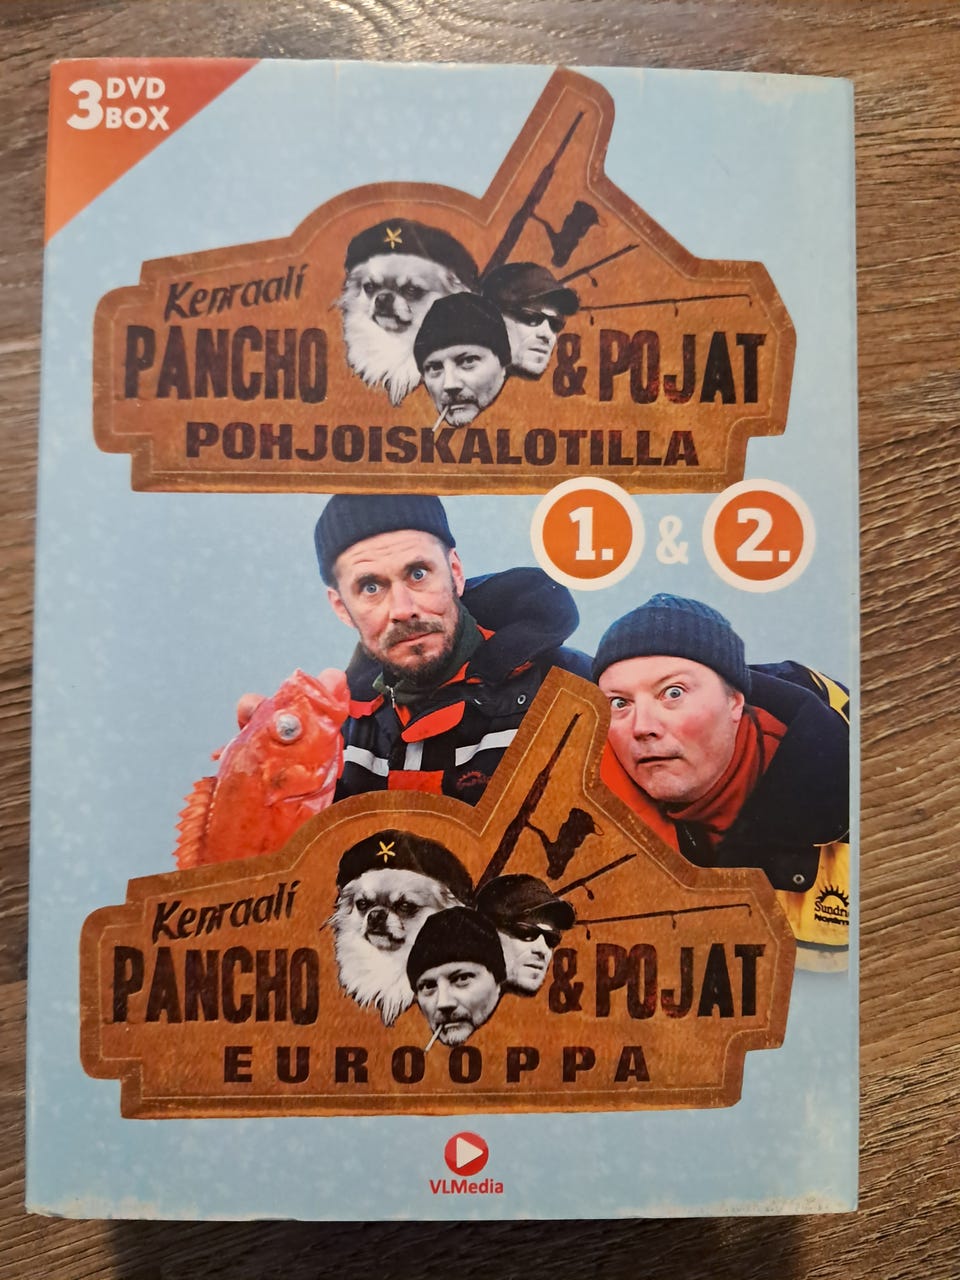 3 DVD
BOX
Kenraali
PANCHO & POJAT
POHJOISKALOTILLA
1. & 2.
Kenraali
PANCHO & POJAT
EUROOPPA
VLMedia